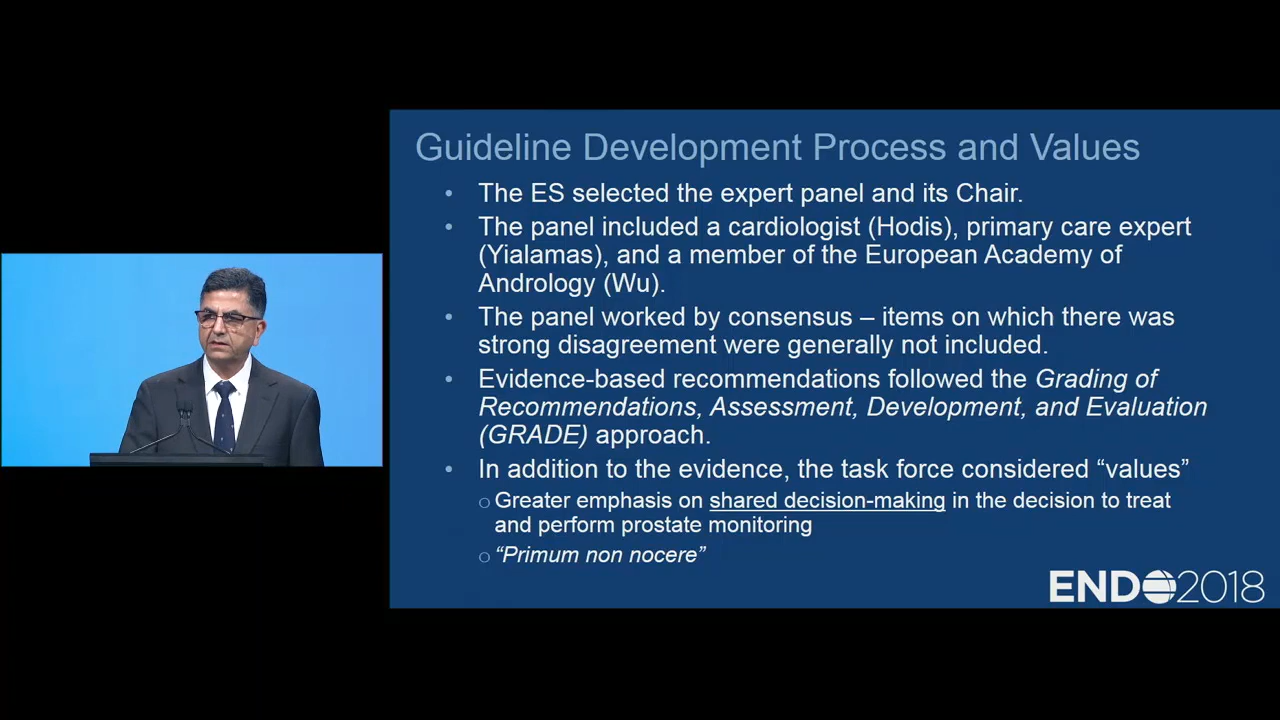 Guideline Development Process and Values
• The ES selected the expert panel and its Chair.
• The panel included a cardiologist (Hodis), primary care expert
(Yialamas), and a member of the European Academy of
Andrology (Wu).
• The panel worked by consensus – items on which there was
strong disagreement were generally not included.
• Evidence-based recommendations followed the Grading of
Recommendations, Assessment, Development, and Evaluation
(GRADE) approach.
• In addition to the evidence, the task force considered “values”
○ Greater emphasis on shared decision-making in the decision to treat
and perform prostate monitoring
○ “Primum non nocere”
ENDO2018